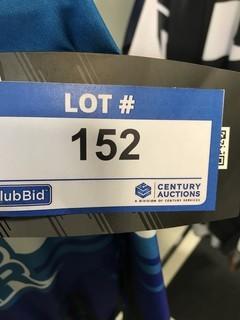 LOT #
152
lubBid
CENTURY
AUCTIONS
A DIVISION OF CENTURY SERVICES